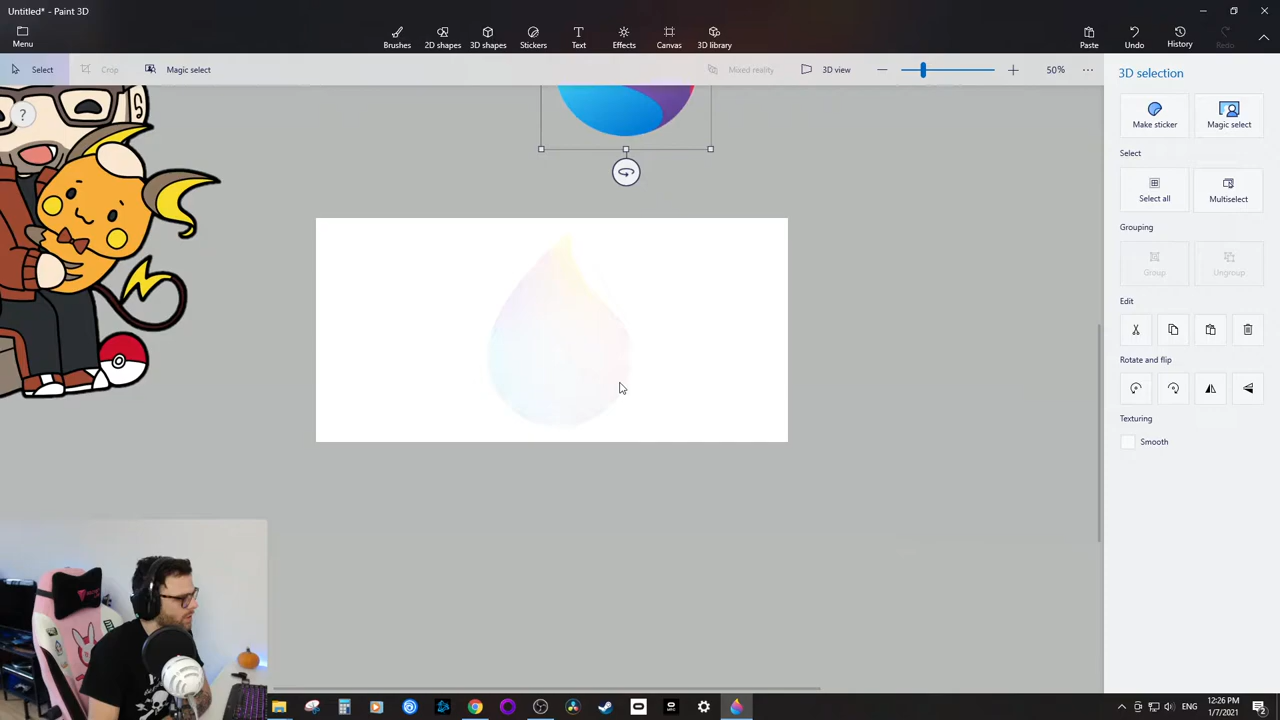 Untitled* - Paint 3D
Menu
Brushes
2D shapes
3D shapes
Stickers
Text
Effects
Canvas
3D library
Paste
Undo
History
Redo
Select
Crop
Magic select
Mixed reality
3D view
50%
3D selection
Make sticker
Magic select
Select
Select all
Multiselect
Grouping
Group
Ungroup
Edit
Rotate and flip
Texturing
Smooth
?
ENG
12:26 PM
1/7/2021
2